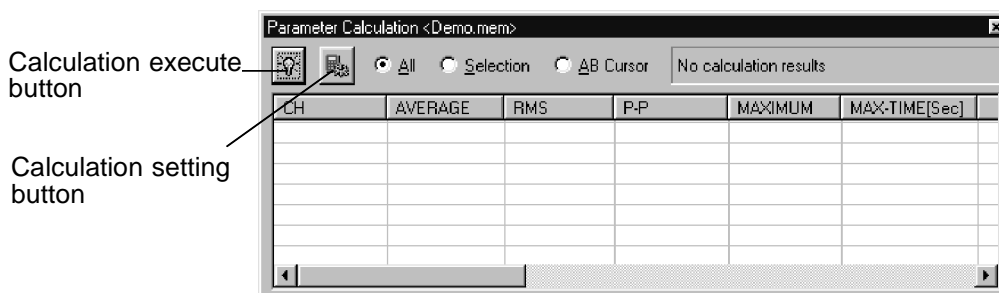 Parameter Calculation <Demo.mem>
Calculation execute
button
All Selection AB Cursor No calculation results
CH AVERAGE RMS P-P MAXIMUM MAX-TIME[Sec]
Calculation setting
button